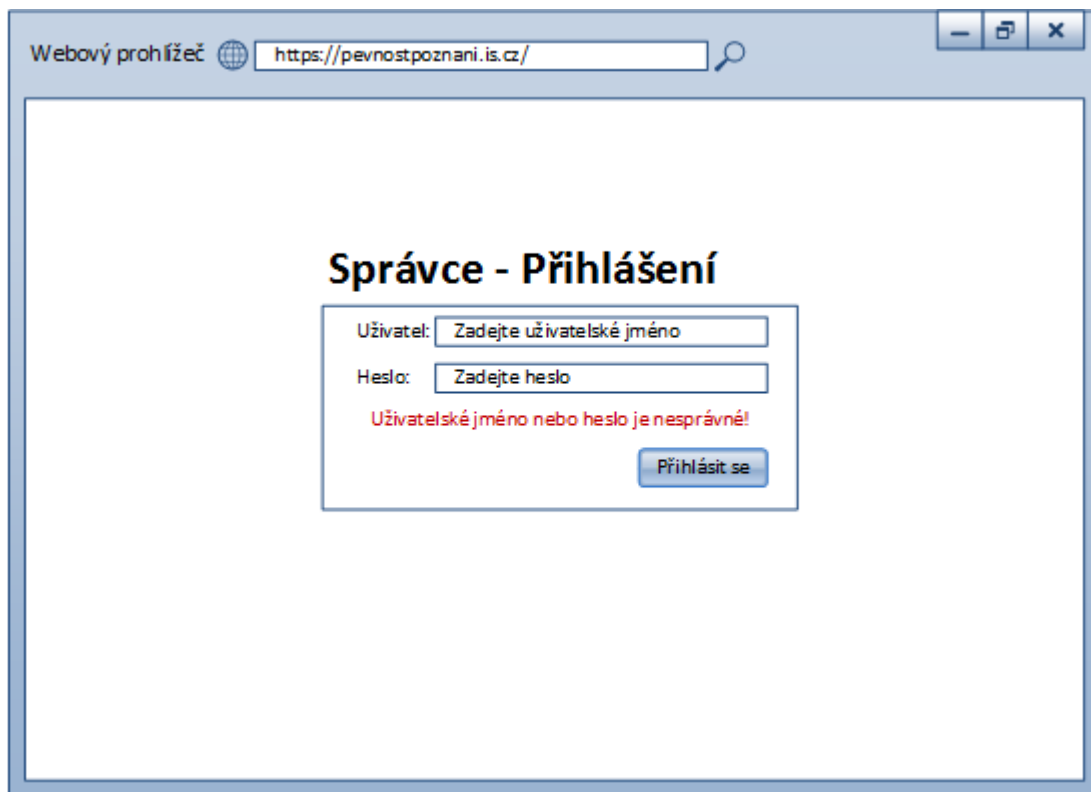 Webový prohlížeč https://pevnostpoznani.is.cz/
Správce - Přihlášení
Uživatel: Zadejte uživatelské jméno
Heslo: Zadejte heslo
Uživatelské jméno nebo heslo je nesprávné!
Přihlásit se